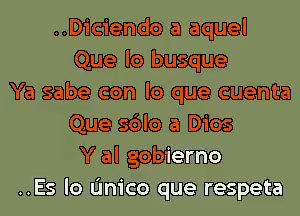 ..Diciendo a aquel
Que lo busque
Ya sabe con lo que cuenta
Que sólo a Dios
Y al gobierno
..Es lo único que respeta